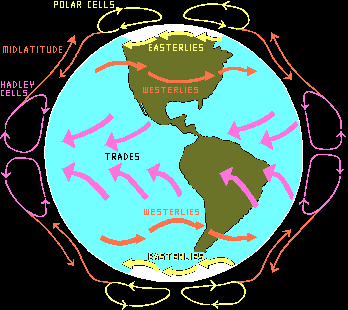 POLAR CELLS
EASTERLIES
MIDLATITUDE
WESTERLIES
HADLEY
CELLS
TRADES
WESTERLIES
EASTERLIES